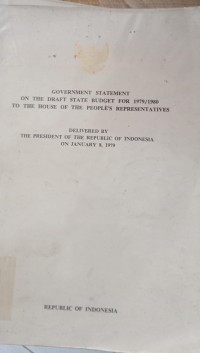 GOVERNMENT STATEMENT
ON THE DRAFT STATE BUDGET FOR 1979/1980
TO THE HOUSE OF THE PEOPLE'S REPRESENTATIVES
DELIVERED BY
THE PRESIDENT OF THE REPUBLIC OF INDONESIA
ON JANUARY 8, 1979
REPUBLIC OF INDONESIA